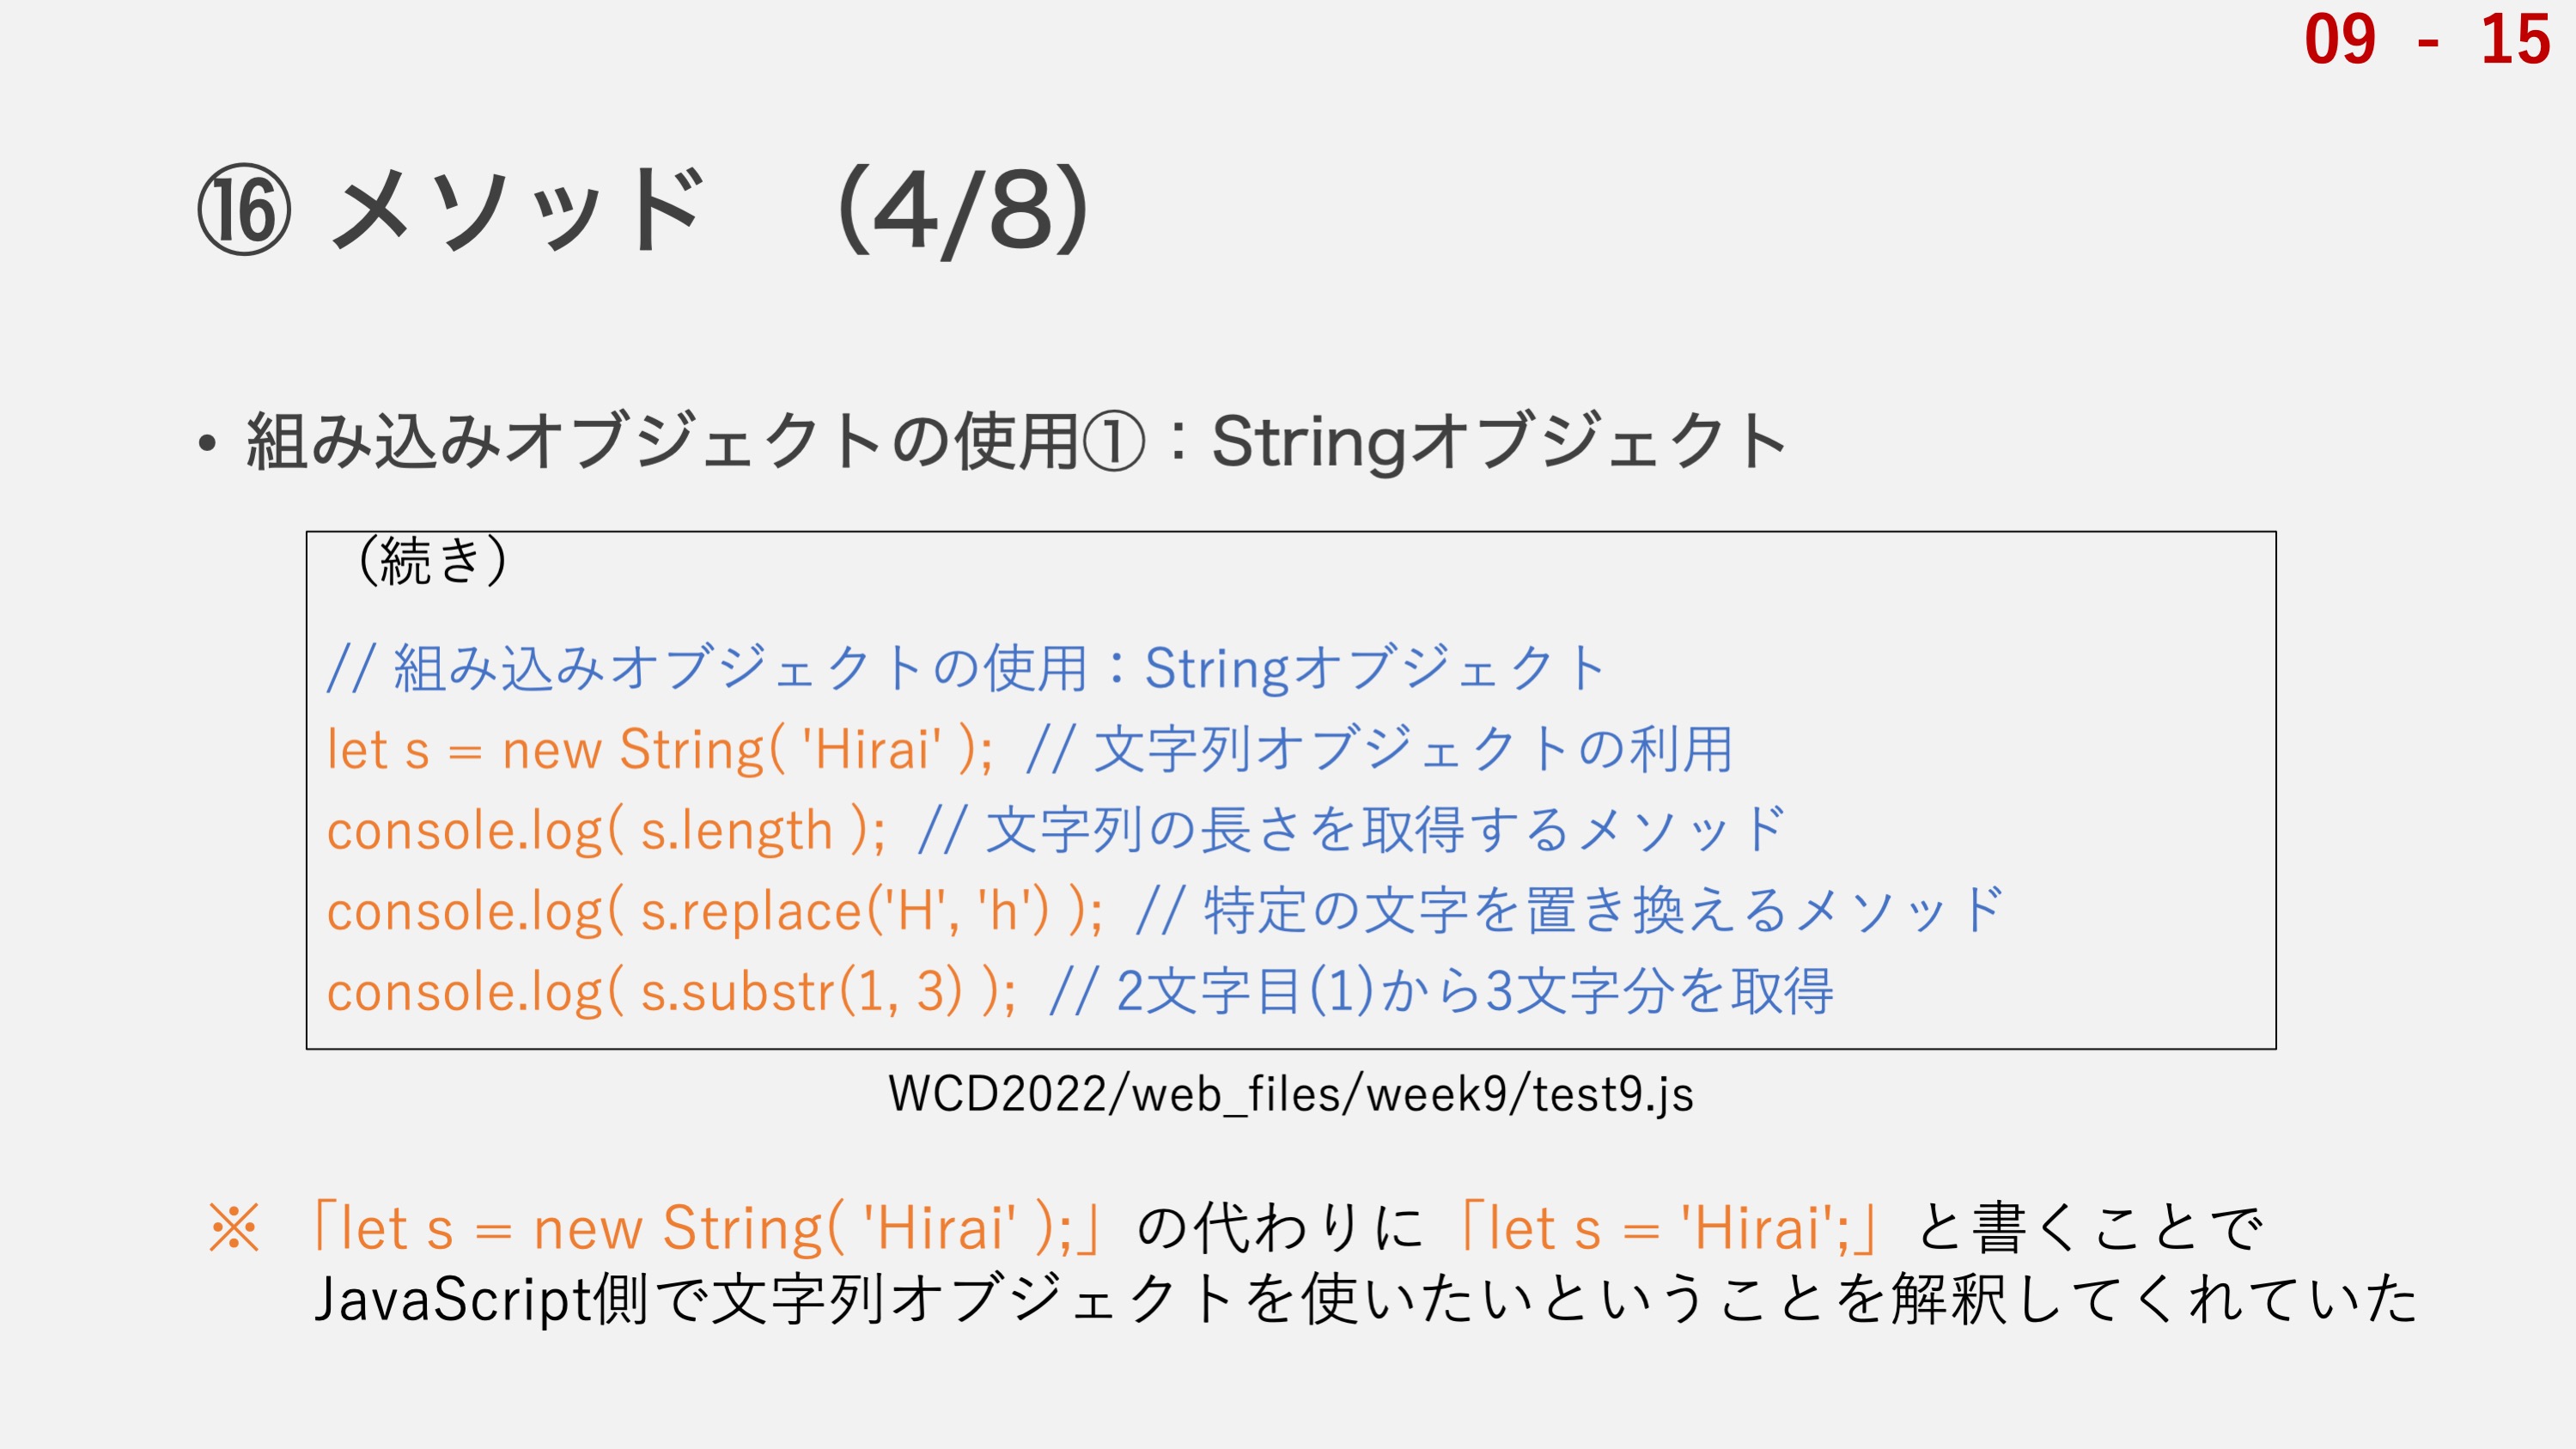 09 - 15
⑯ メソッド　（4/8）
• 組み込みオブジェクトの使用①：Stringオブジェクト
（続き）
// 組み込みオブジェクトの使用：Stringオブジェクト
let s = new String( 'Hirai' ); // 文字列オブジェクトの利用
console.log( s.length ); // 文字列の長さを取得するメソッド
console.log( s.replace('H', 'h') ); // 特定の文字を置き換えるメソッド
console.log( s.substr(1, 3) ); // 2文字目(1)から3文字分を取得
WCD2022/web_files/week9/test9.js
※ 「let s = new String( 'Hirai' );」の代わりに「let s = 'Hirai';」と書くことで
JavaScript側で文字列オブジェクトを使いたいということを解釈してくれていた